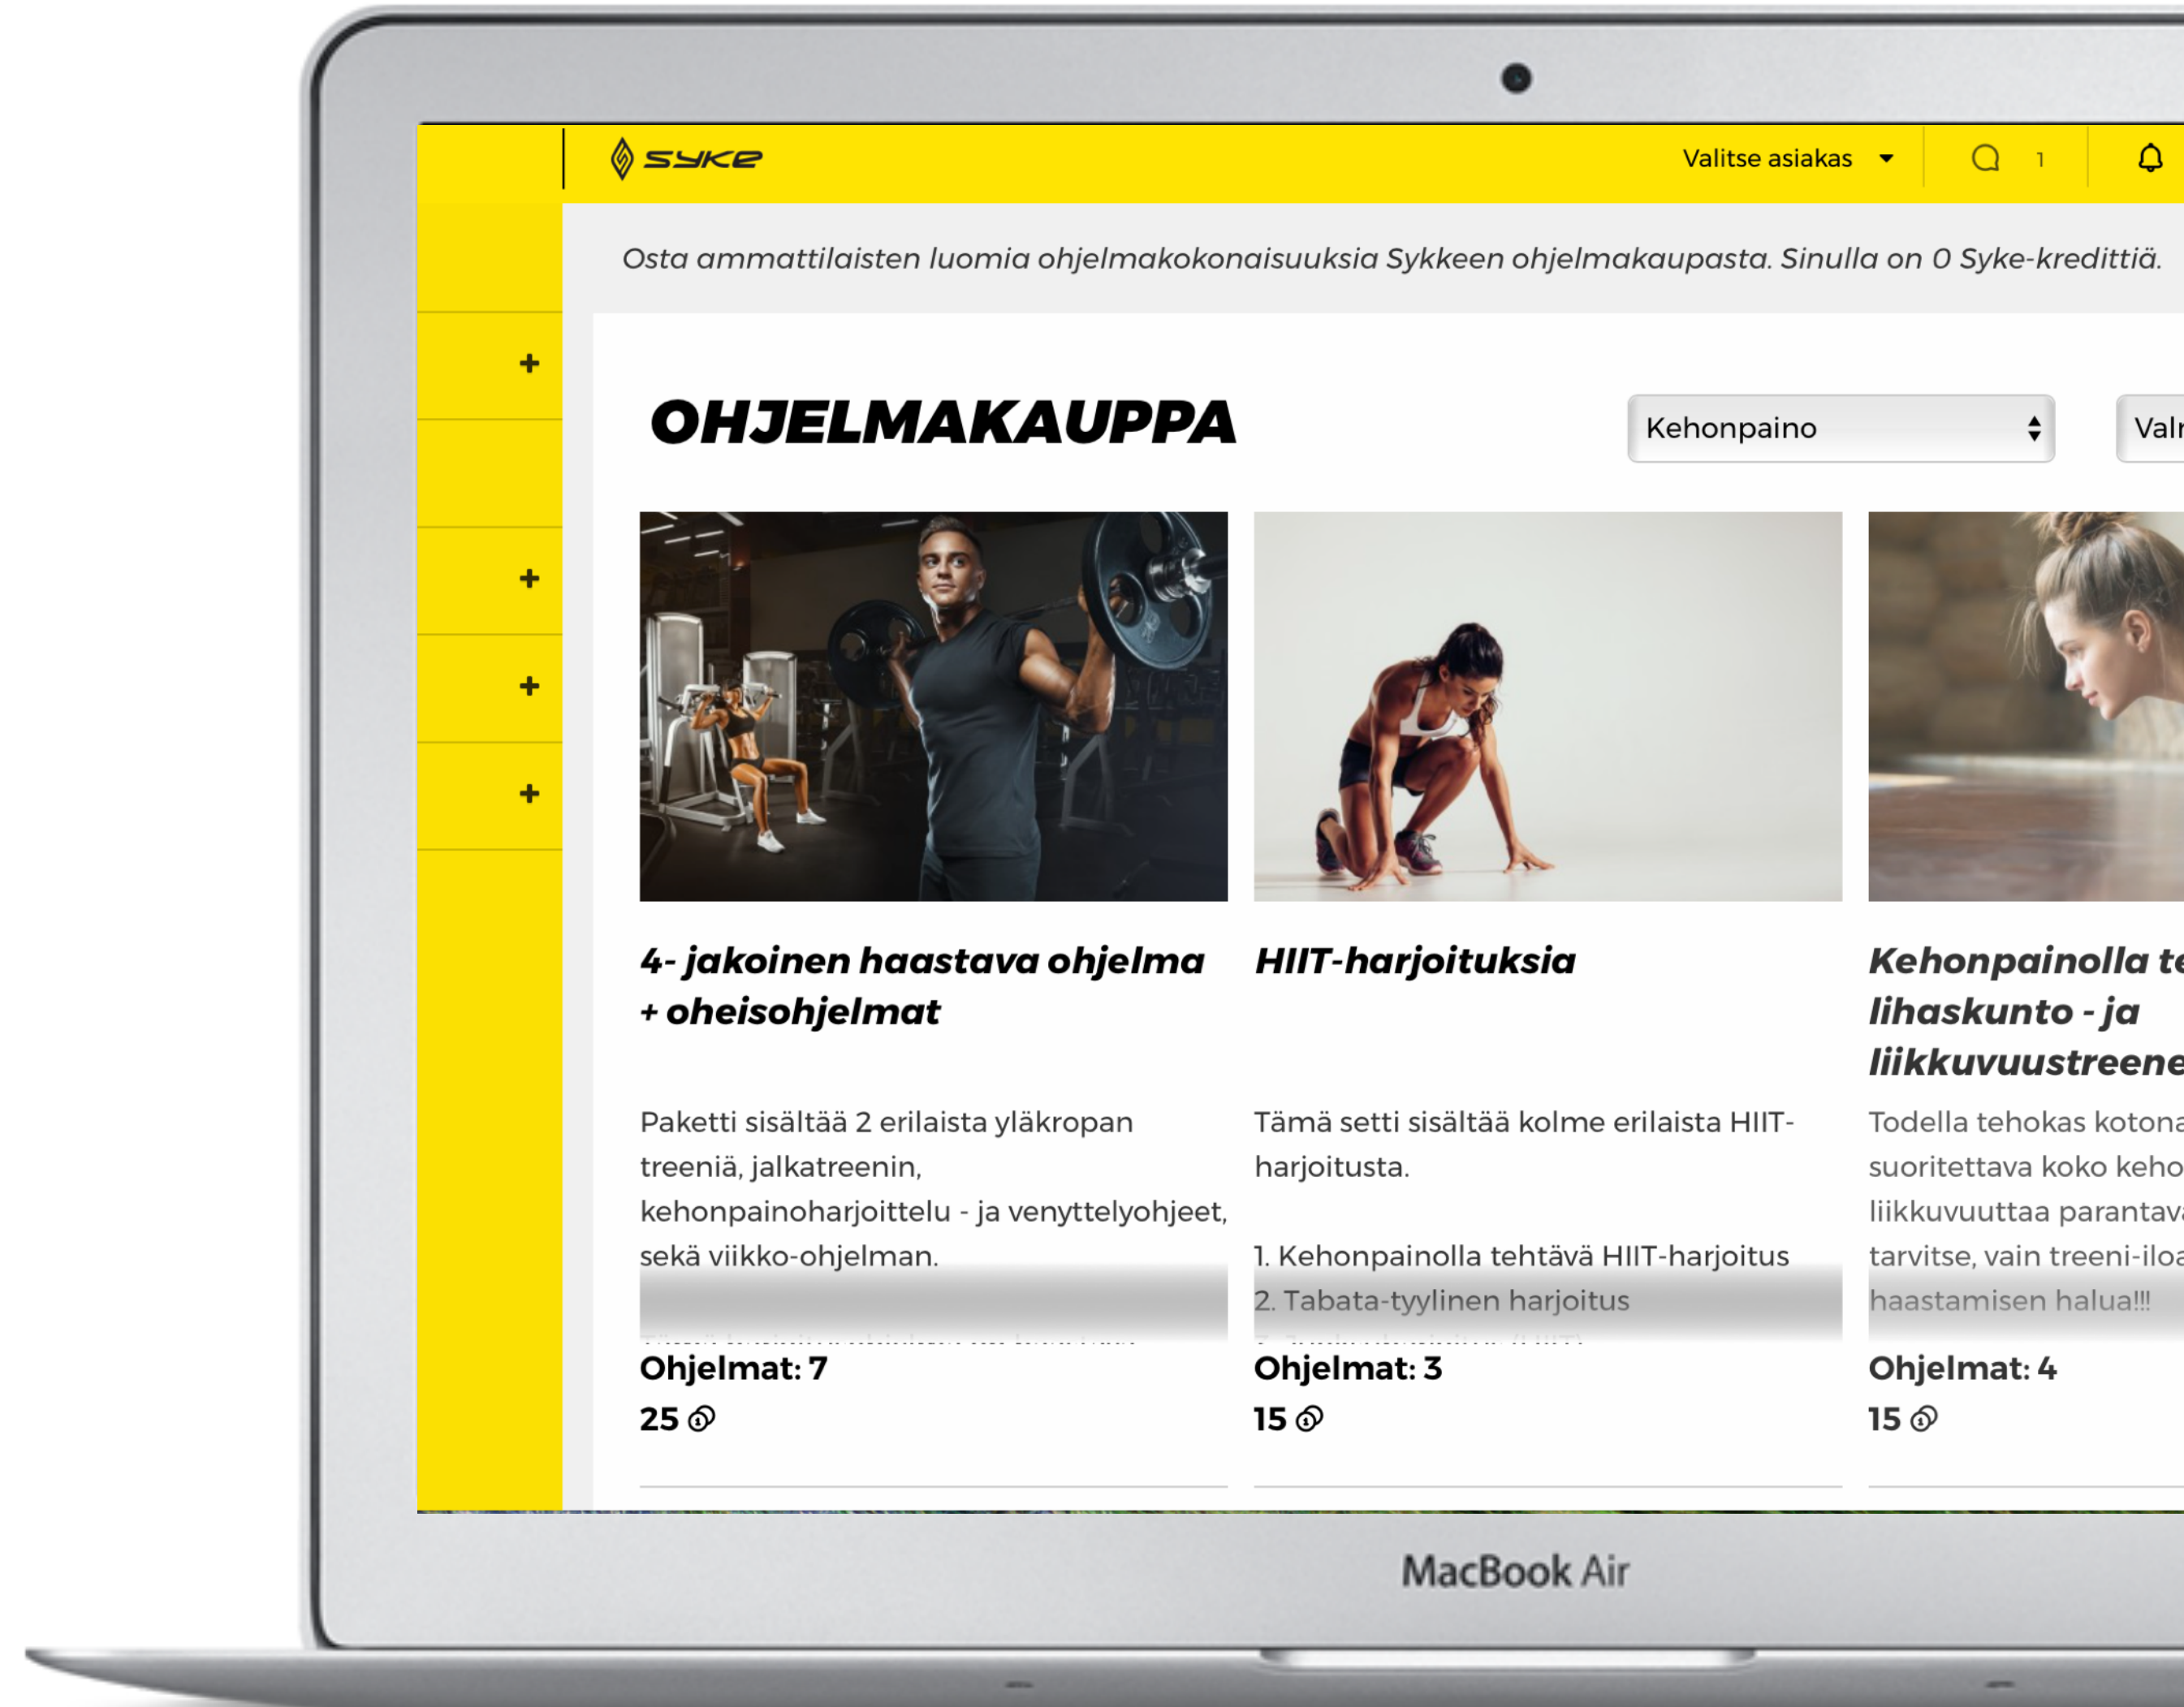 SYKE
Valitse asiakas
1
Osta ammattilaisten luomia ohjelmakokonaisuuksia Sykkeen ohjelmakaupasta. Sinulla on 0 Syke-kredittiä.
OHJELMAKAUPPA
Kehonpaino
4- jakoinen haastava ohjelma
+ oheisohjelmat
Paketti sisältää 2 erilaista yläkropan
treeniä, jalkatreenin,
kehonpainoharjoittelu - ja venyttelyohjeet,
sekä viikko-ohjelman.
Ohjelmat: 7
25
HIIT-harjoituksia
Tämä setti sisältää kolme erilaista HIIT-
harjoitusta.
1. Kehonpainolla tehtävä HIIT-harjoitus
2. Tabata-tyylinen harjoitus
Ohjelmat: 3
15
Kehonpainolla
lihaskunto - ja
Todella tehokas
suoritettava koko
liikkuvuuttaa
tarvitse, vain
haastamisen halua!!!
Ohjelmat: 4
15
MacBook Air